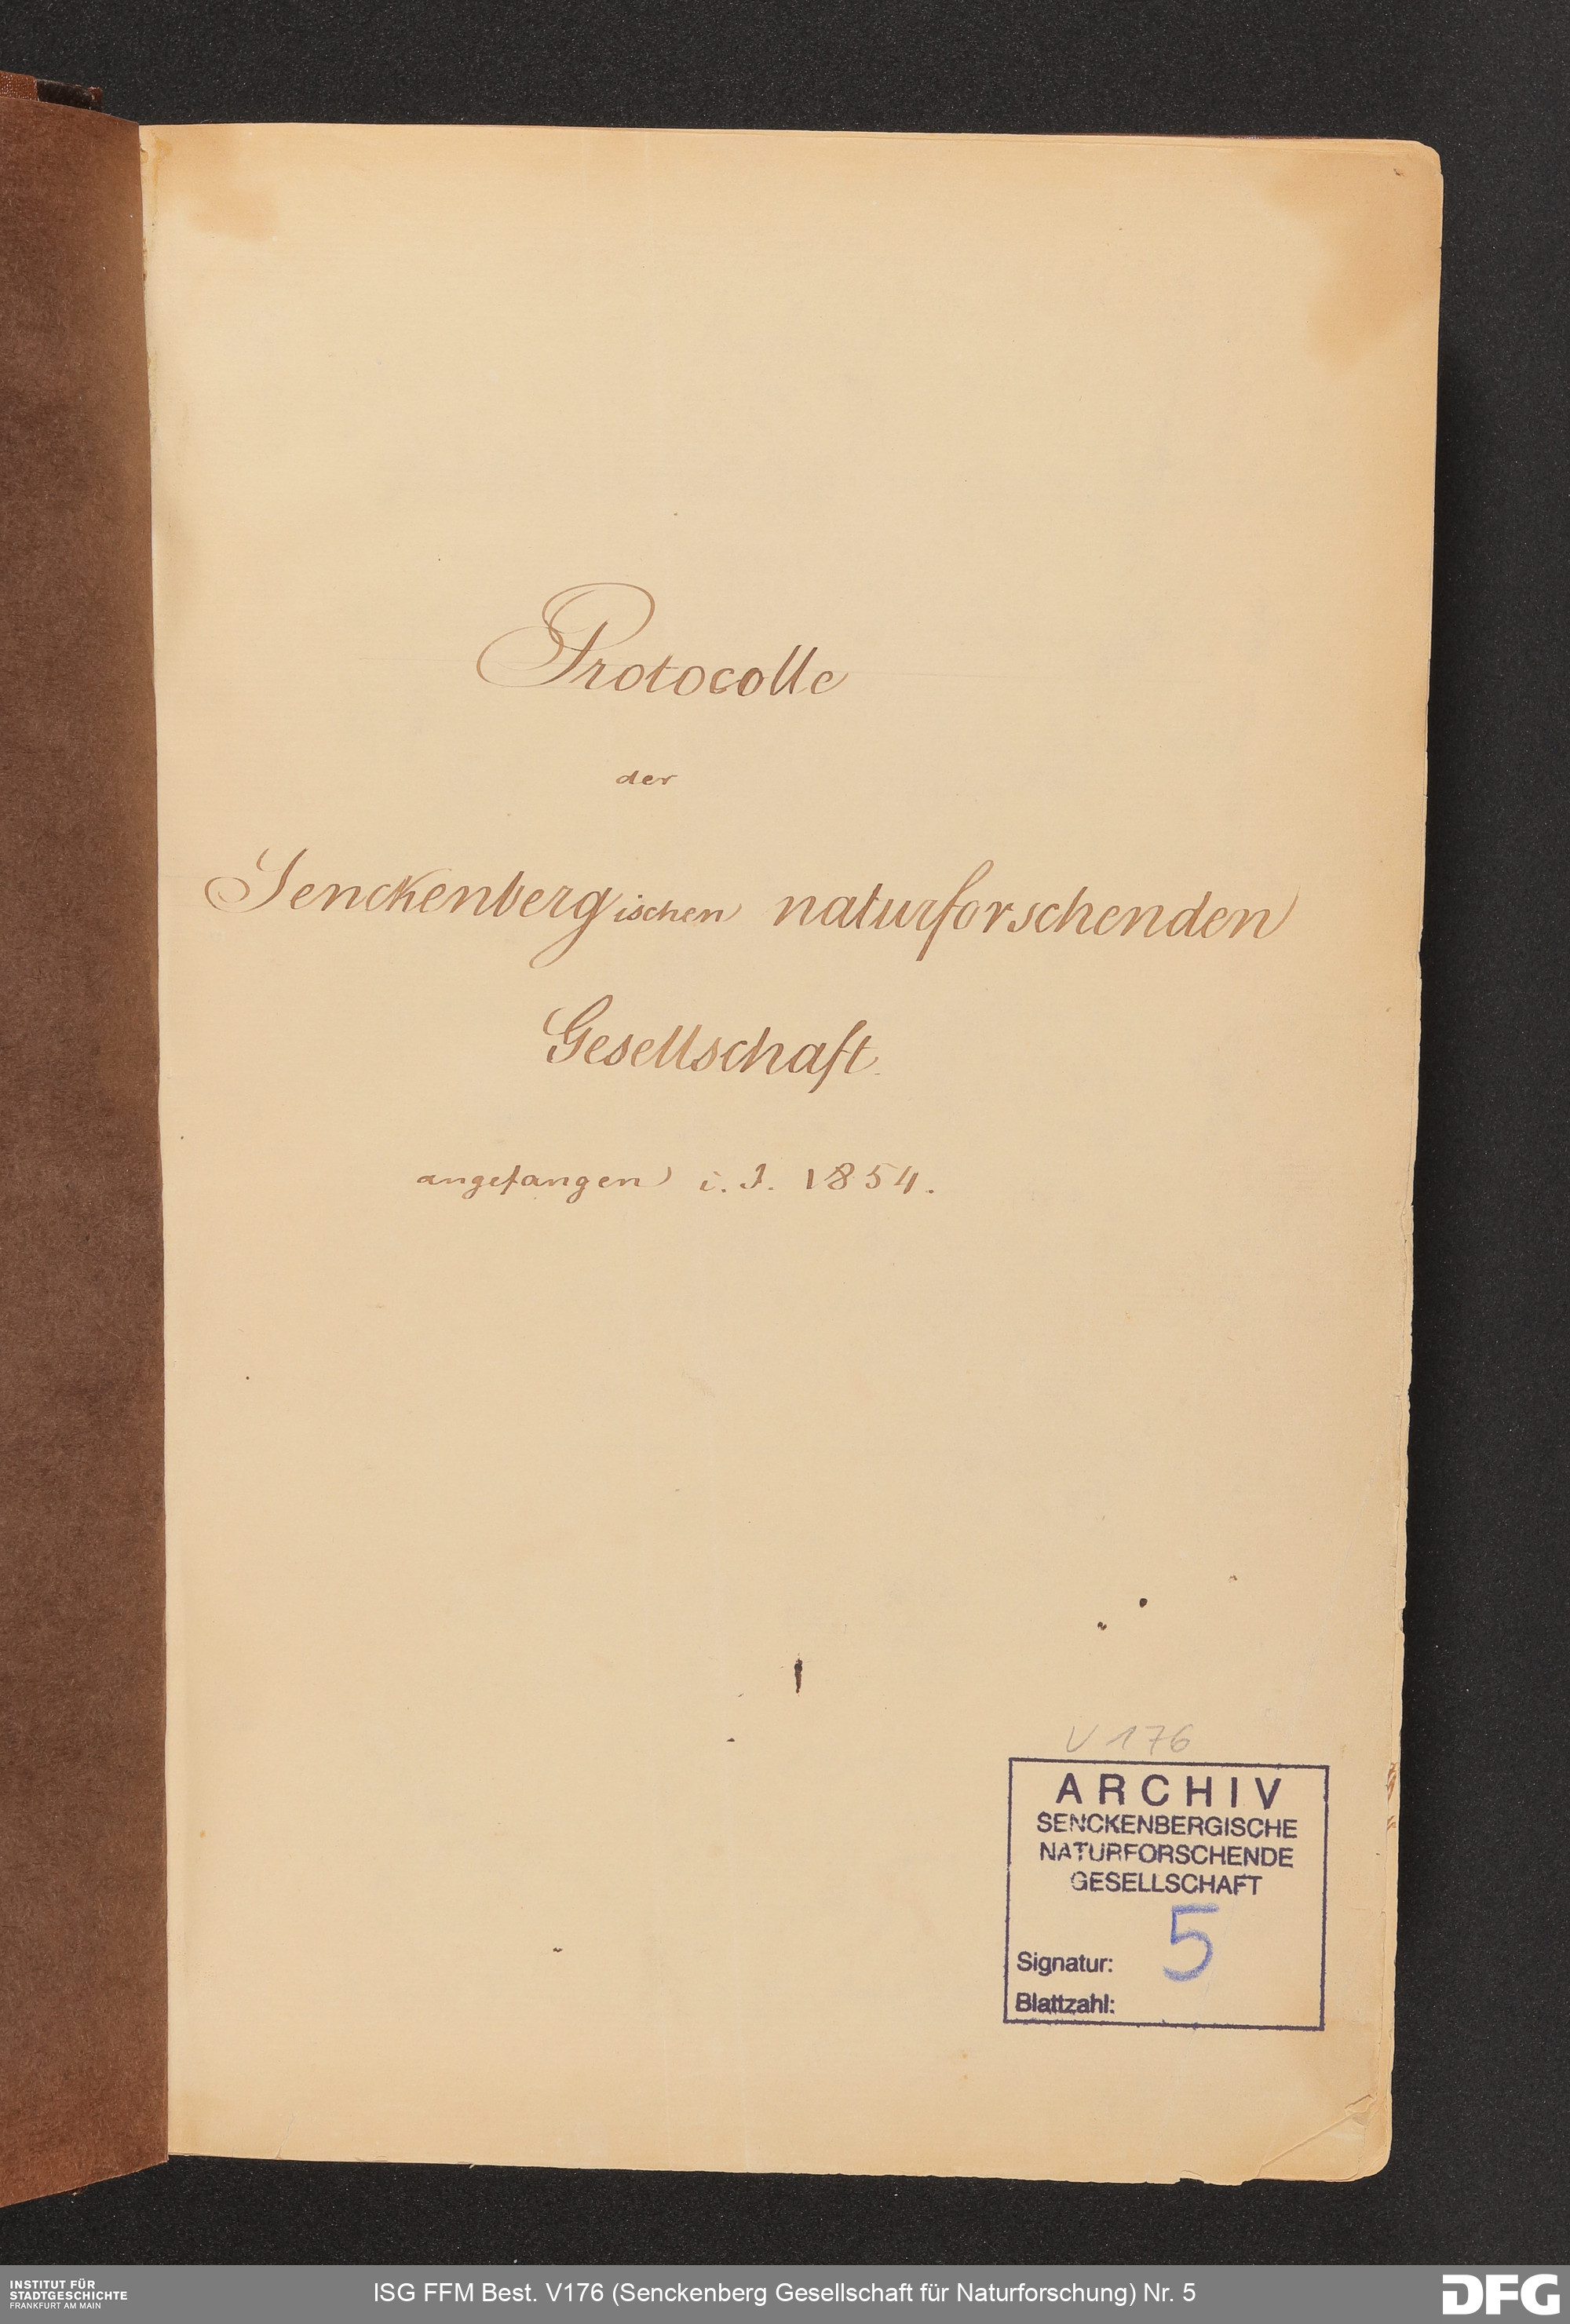 Protocolle
der
Senckenbergischen naturforschenden
Gesellschaft.
angefangen i. J. 1854.
V 176
ARCHIV
SENCKENBERGISCHE
NATURFORSCHENDE
GESELLSCHAFT
5
Signatur:
Blattzahl:
INSTITUT FÜR
STADTGESCHICHTE
FRANKFURT AM MAIN
ISG FFM Best. V176 (Senckenberg Gesellschaft für Naturforschung) Nr. 5
DFG